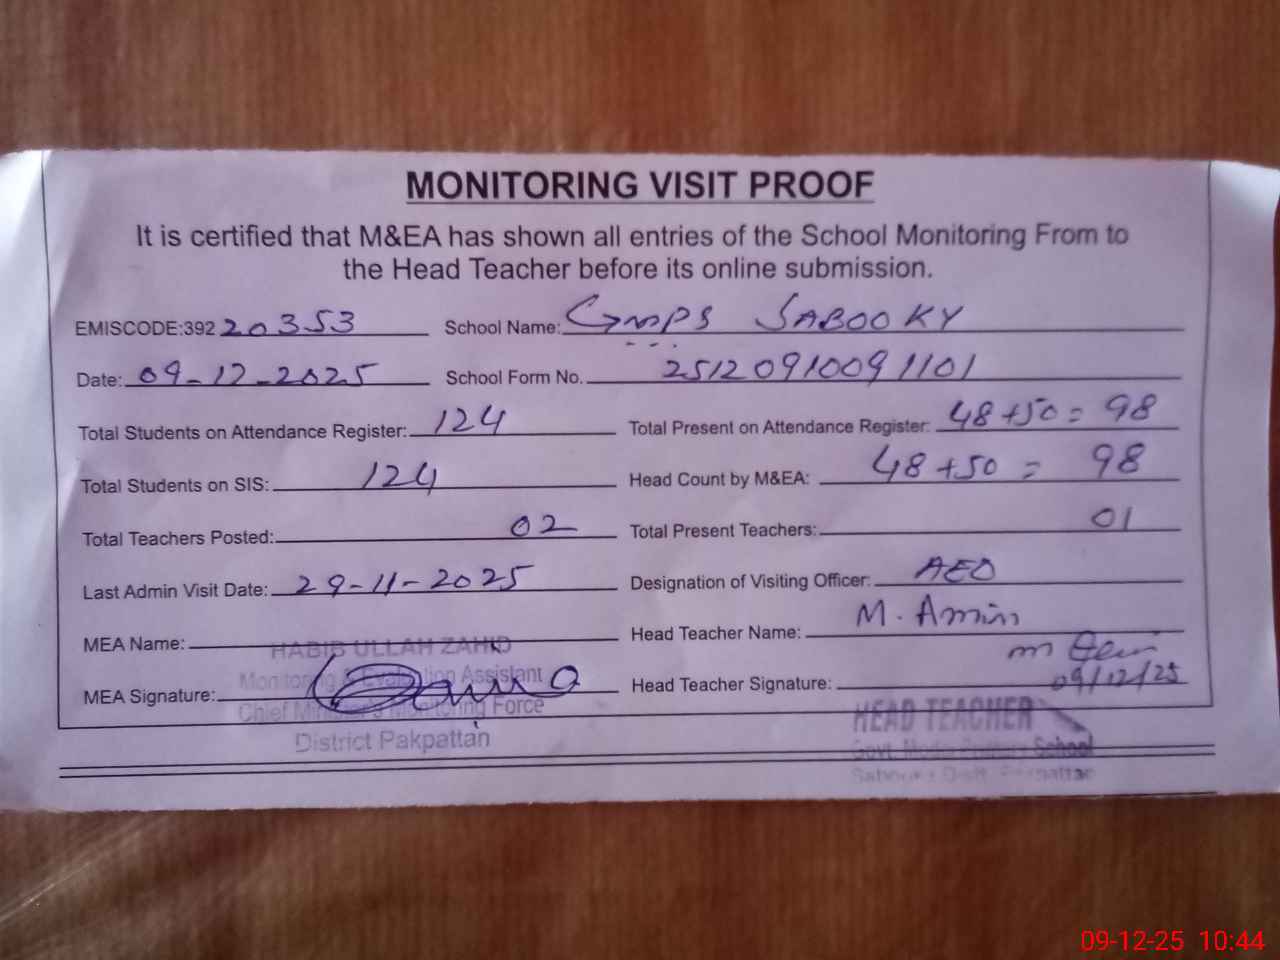 MONITORING VISIT PROOF
It is certified that M&EA has shown all entries of the School Monitoring From to
the Head Teacher before its online submission.
EMISCODE:392 20353 School Name: GMPS SABOOKY
Date: 09-12-2025 School Form No. 25120910091101
Total Students on Attendance Register: 124 Total Present on Attendance Register: 48+50 = 98
Total Students on SIS: 124 Head Count by M&EA: 48+50 = 98
Total Teachers Posted: 02 Total Present Teachers: 01
Last Admin Visit Date: 29-11-2025 Designation of Visiting Officer: AEO
MEA Name: HABIB ULLAH ZAHID Head Teacher Name: M. Amin
Monitoring & Evaluation Assistant
MEA Signature: Head Teacher Signature: 09/12/25
Chief Minister's Monitoring Force
District Pakpattan
HEAD TEACHER
Govt. Model Primary School
09-12-25 10:44